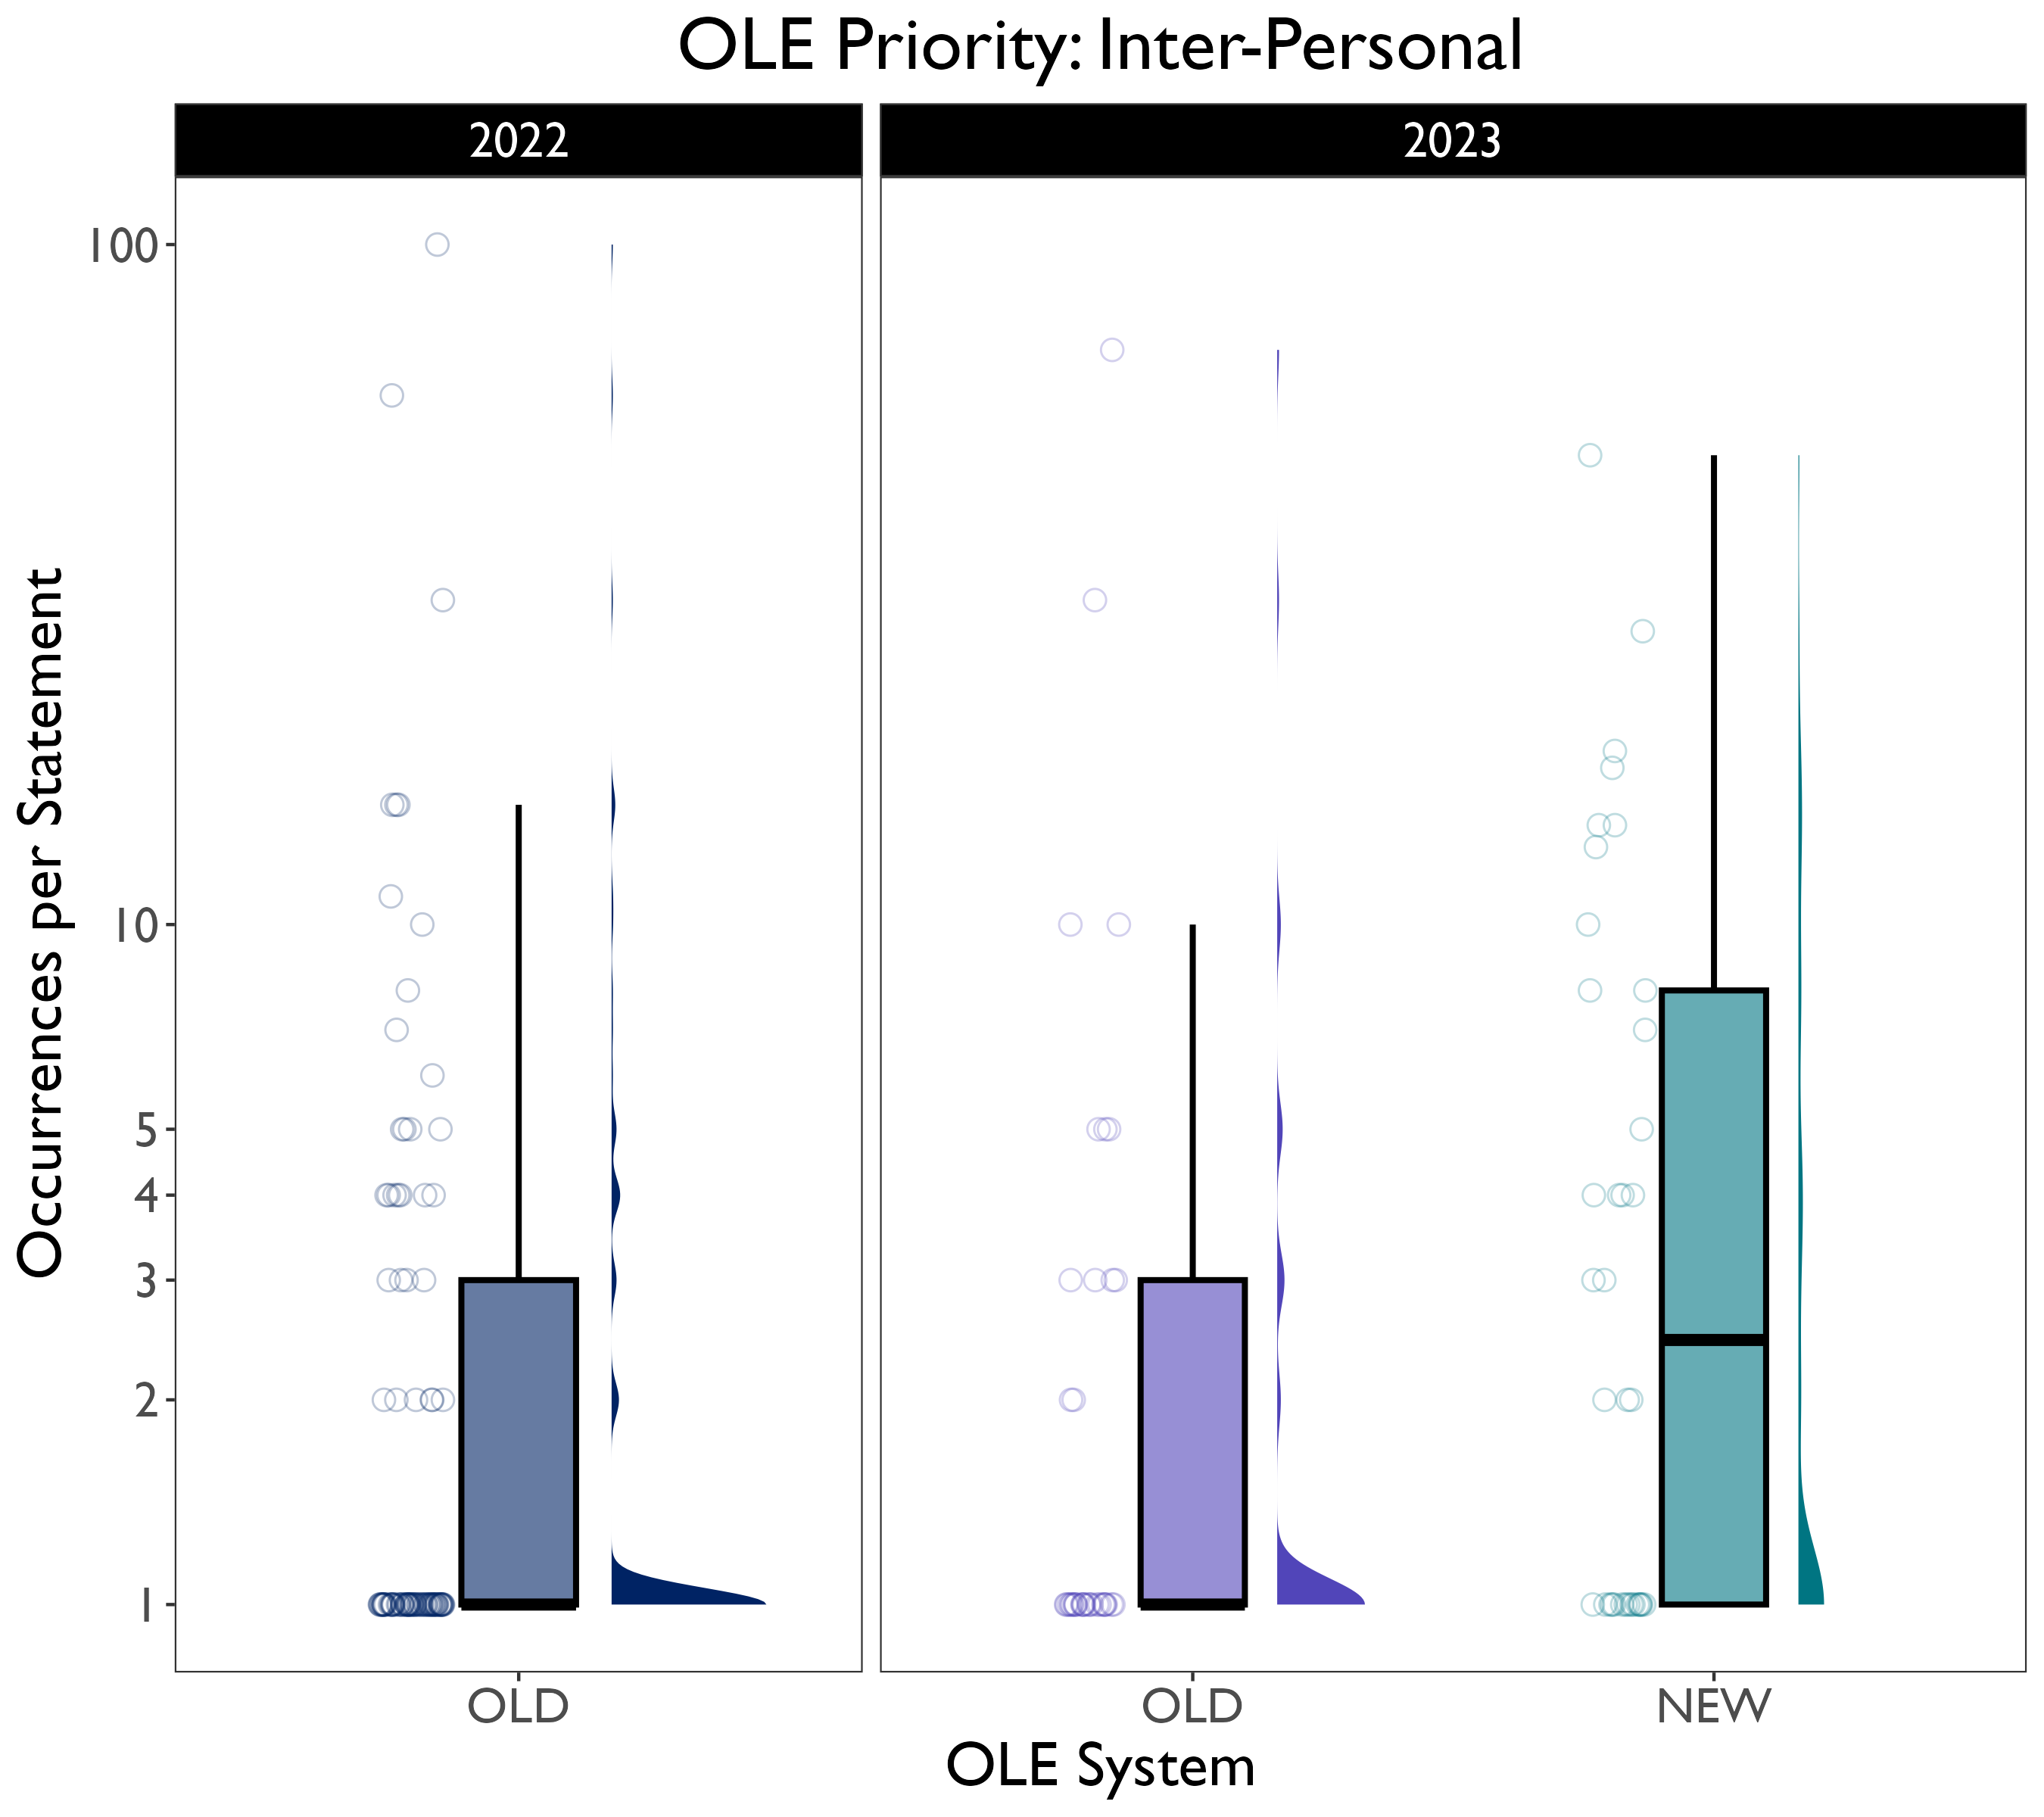 OLE Priority: Inter-Personal
2022
2023
Occurrences per Statement
100
10
5
4
3
2
1
OLD
OLD
NEW
OLE System